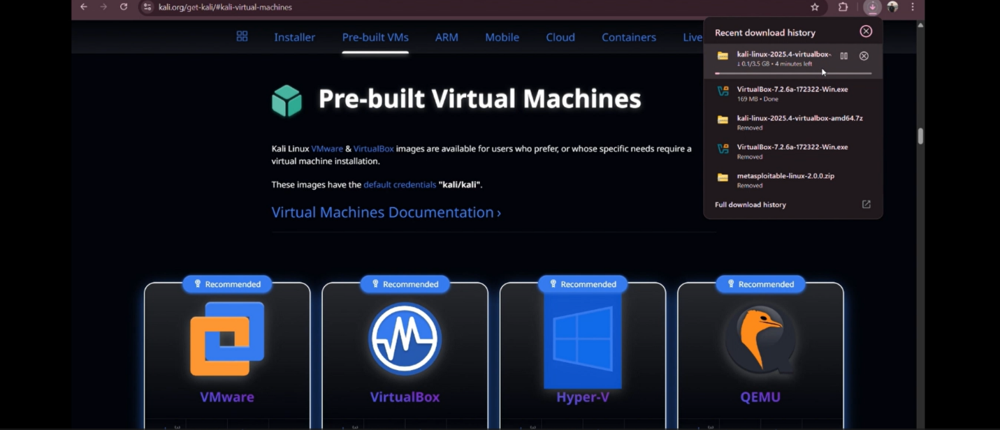 kali.org/get-kali/#kali-virtual-machines
Installer Pre-built VMs ARM Mobile Cloud Containers Live
Recent download history
kali-linux-2025.4-virtualbox-
↓ 0.1/3.5 GB • 4 minutes left
VirtualBox-7.2.6a-172322-Win.exe
169 MB • Done
kali-linux-2025.4-virtualbox-amd64.7z
Removed
VirtualBox-7.2.6a-172322-Win.exe
Removed
metasploitable-linux-2.0.0.zip
Removed
Full download history
Pre-built Virtual Machines
Kali Linux VMware & VirtualBox images are available for users who prefer, or whose specific needs require a
virtual machine installation.
These images have the default credentials "kali/kali".
Virtual Machines Documentation ›
Recommended Recommended Recommended Recommended
VMware VirtualBox Hyper-V QEMU